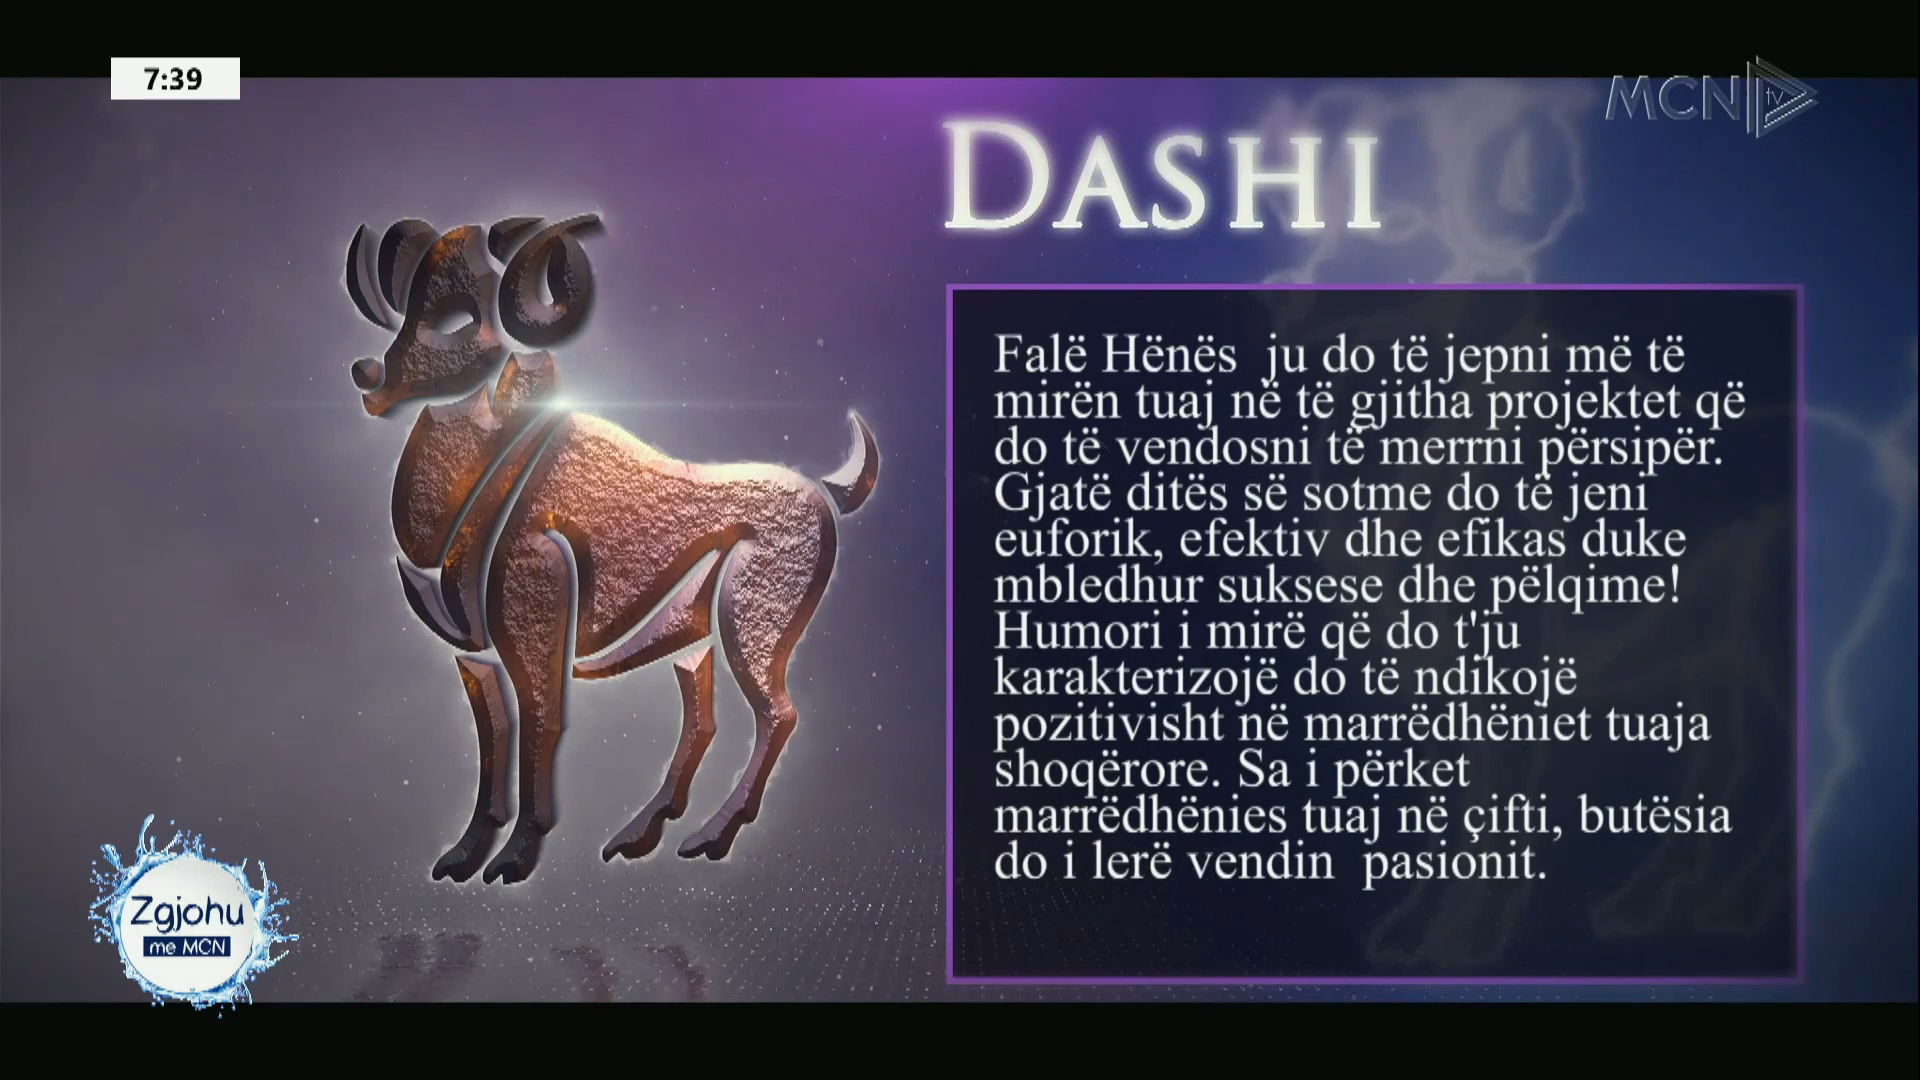 7:39
MCN tv
DASHI
Falë Hënës ju do të jepni më të
mirën tuaj në të gjitha projektet që
do të vendosni të merrni përsipër.
Gjatë ditës së sotme do të jeni
euforik, efektiv dhe efikas duke
mbledhur suksese dhe pëlqime!
Humori i mirë që do t'ju
karakterizojë do të ndikojë
pozitivisht në marrëdhëniet tuaja
shoqërore. Sa i përket
marrëdhënies tuaj në çifti, butësia
do i lerë vendin pasionit.
Zgjohu
me MCN